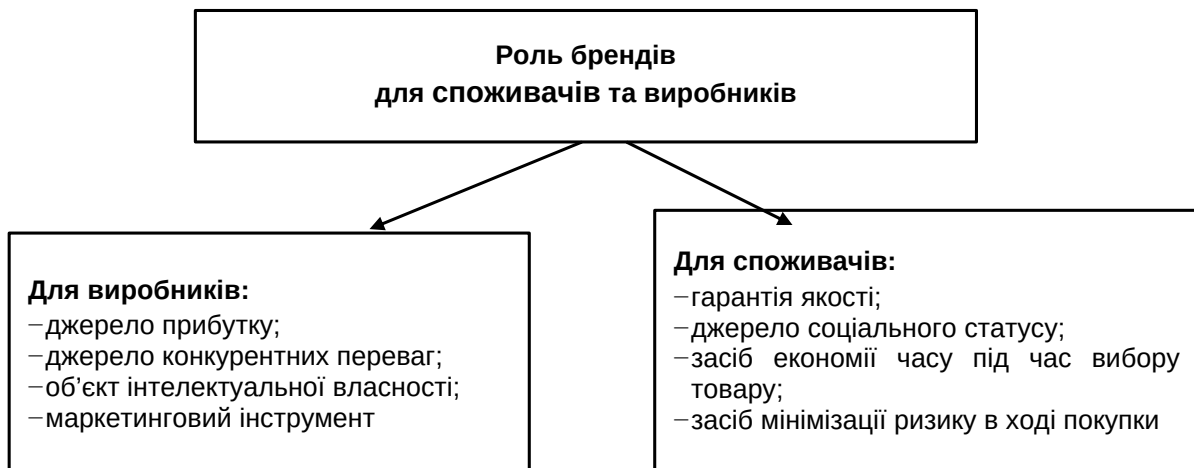 Роль брендів
для споживачів та виробників
Для виробників:
–джерело прибутку;
–джерело конкурентних переваг;
–об’єкт інтелектуальної власності;
–маркетинговий інструмент
Для споживачів:
–гарантія якості;
–джерело соціального статусу;
–засіб економії часу під час вибору
товару;
–засіб мінімізації ризику в ході покупки